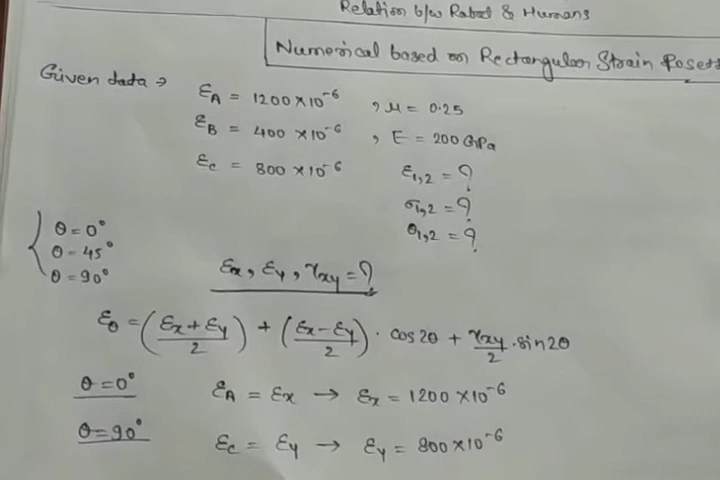 Relation b/w Robot & Humans
Numerical based on Rectangular Strain Posets
Given data → εA = 1200×10⁻⁶ , μ = 0.25
εB = 400 ×10⁻⁶ , E = 200 GPa
εc = 800 ×10⁻⁶ ε1,2 = ?
σ1,2 = ?
θ1,2 = ?
θ = 0°
θ = 45°
θ = 90°
εx, εy, γxy = ?
εθ = ((εx + εy)/2) + ((εx − εy)/2) · cos2θ + γxy/2 · sin2θ
θ = 0° εA = εx → εx = 1200 ×10⁻⁶
θ = 90° εc = εy → εy = 800×10⁻⁶